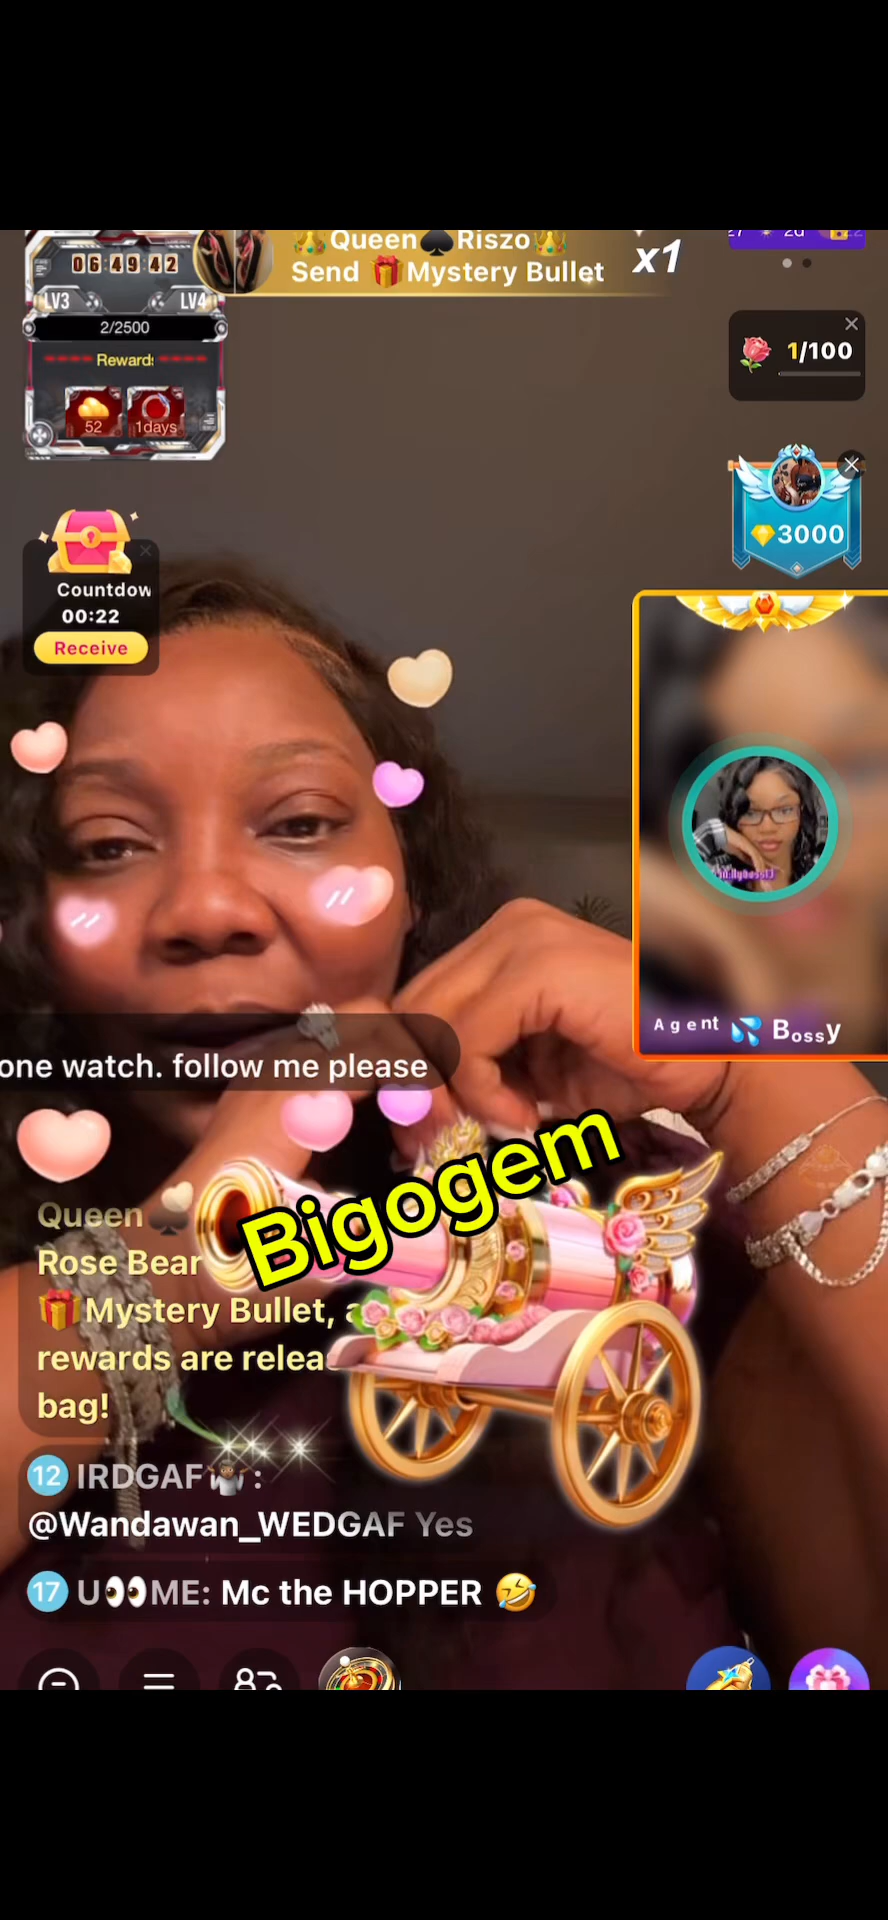 06:49:42
LV3 LV4
2/2500
Reward
52 1days
👑Queen♠️Riszo👑
Send 🎁Mystery Bullet x1
1/100
3000
Countdow
00:22
Receive
Agent 💦 Bossy
one watch. follow me please
Bigogem
Queen♠️
Rose Bear
🎁Mystery Bullet,
rewards are relea
bag!
12 IRDGAF🤷🏾‍♂️:
@Wandawan_WEDGAF Yes
17 U👀ME: Mc the HOPPER 🤣